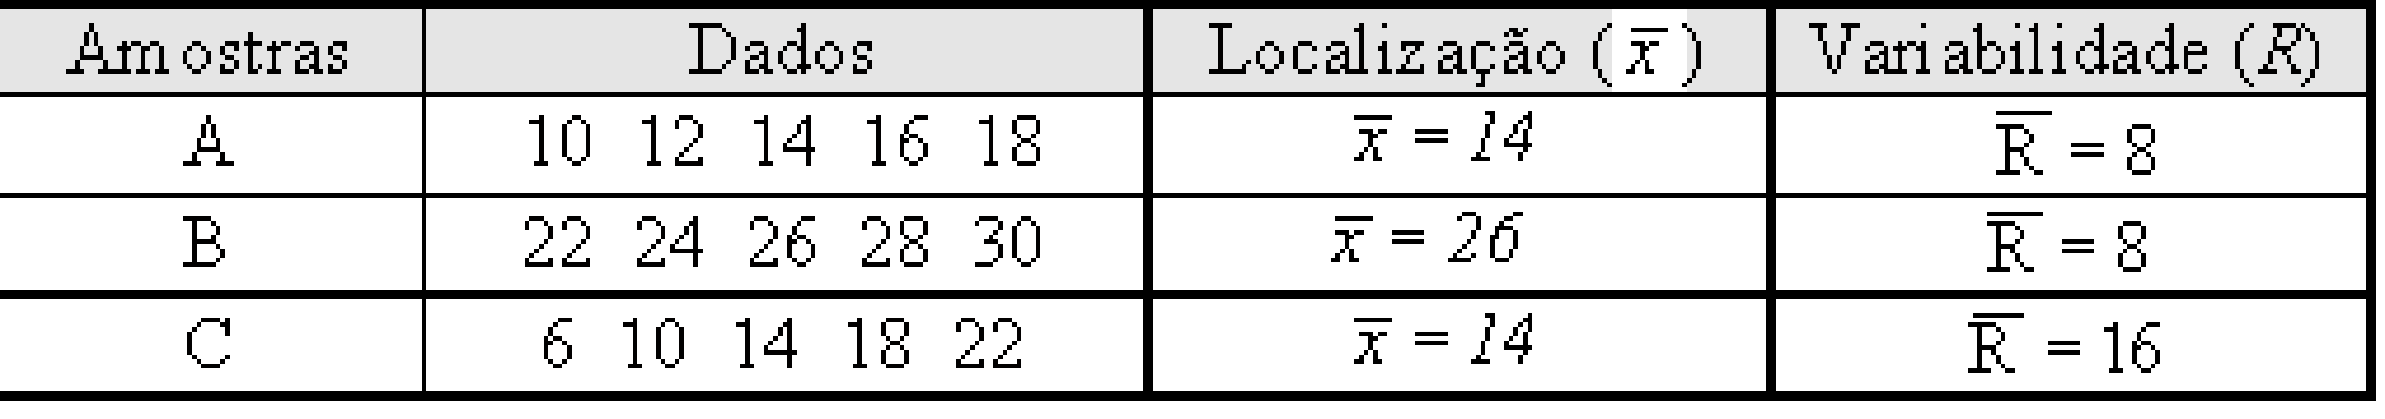 Amostras Dados Localização (x̅) Variabilidade (R)
A 10 12 14 16 18 x̅ = 14 R̅ = 8
B 22 24 26 28 30 x̅ = 26 R̅ = 8
C 6 10 14 18 22 x̅ = 14 R̅ = 16